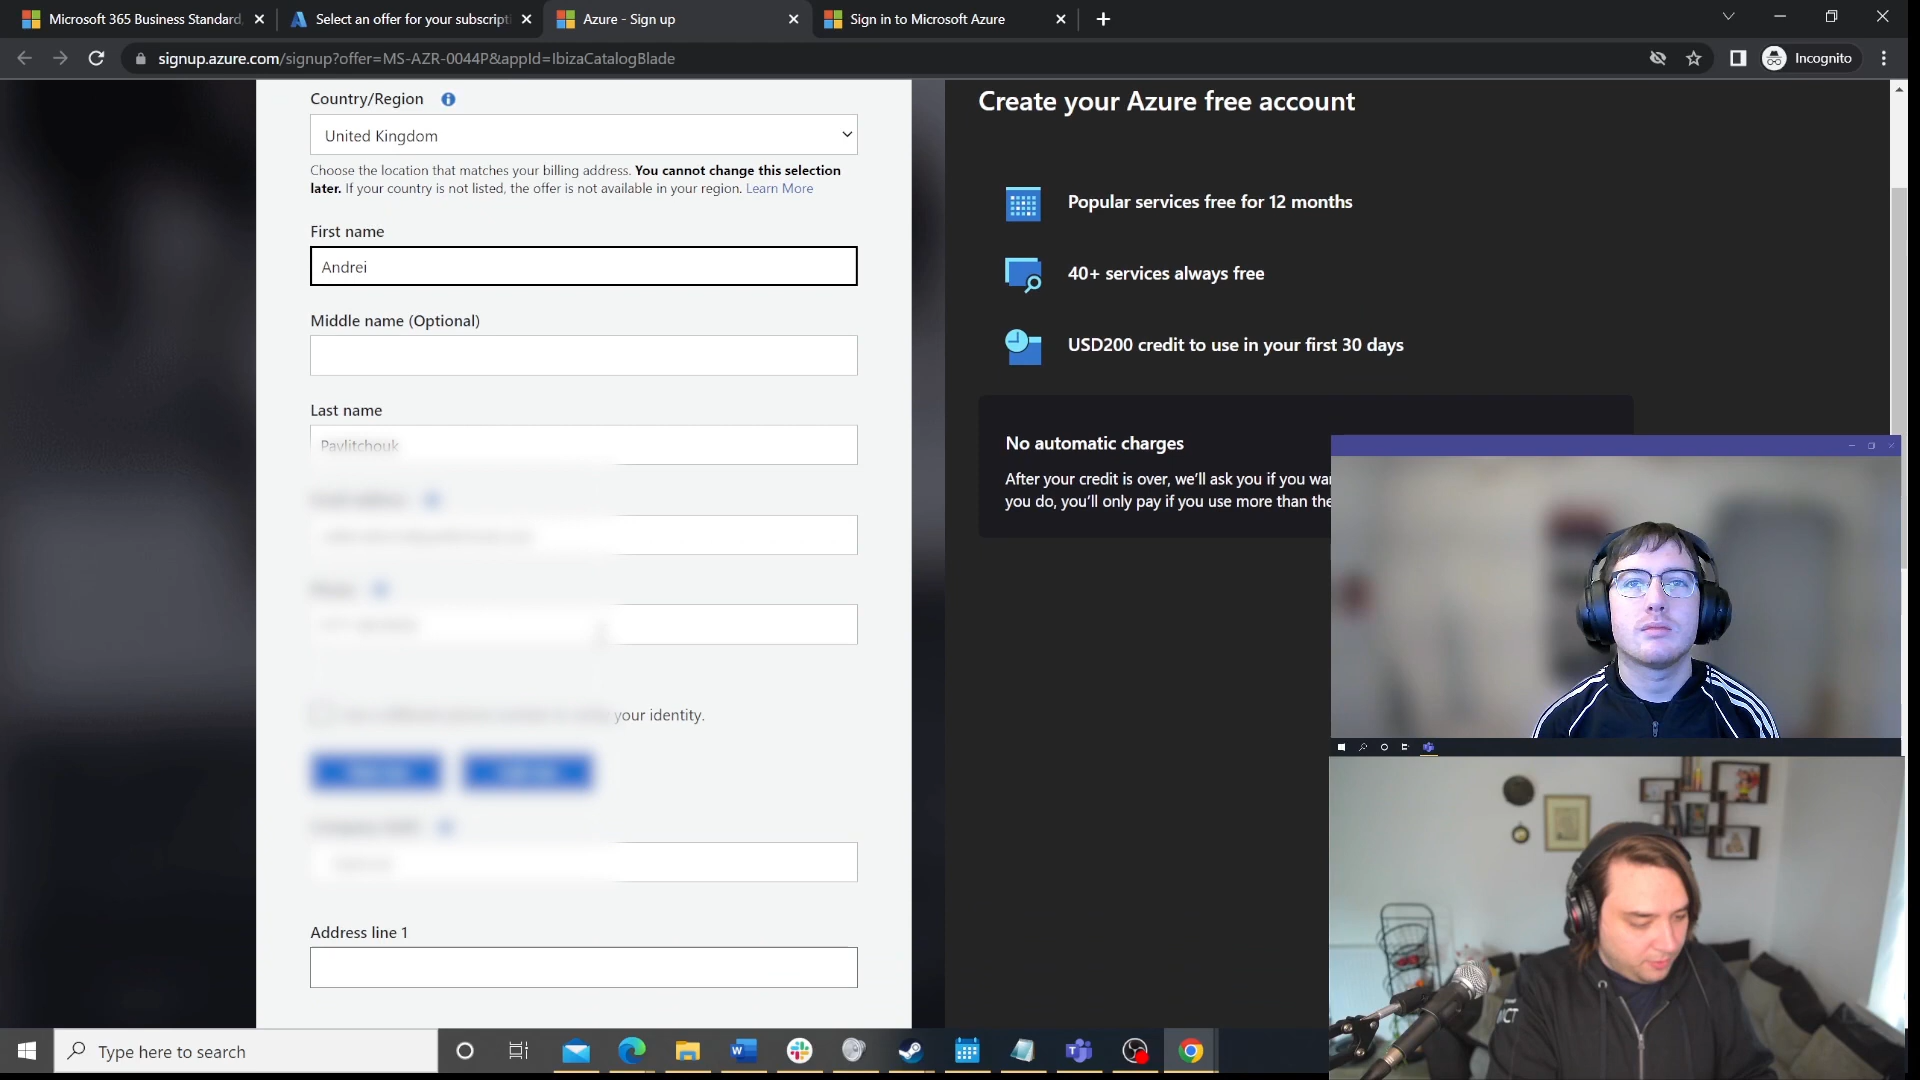 Microsoft 365 Business Standard,
Select an offer for your subscripti
Azure - Sign up
Sign in to Microsoft Azure
signup.azure.com/signup?offer=MS-AZR-0044P&appId=IbizaCatalogBlade
Incognito
Country/Region
United Kingdom
Choose the location that matches your billing address. You cannot change this selection
later. If your country is not listed, the offer is not available in your region. Learn More
First name
Andrei
Middle name (Optional)
Last name
Pavlitchouk
your identity.
Address line 1
Create your Azure free account
Popular services free for 12 months
40+ services always free
USD200 credit to use in your first 30 days
No automatic charges
After your credit is over, we'll ask you if you wa
you do, you'll only pay if you use more than the
Type here to search